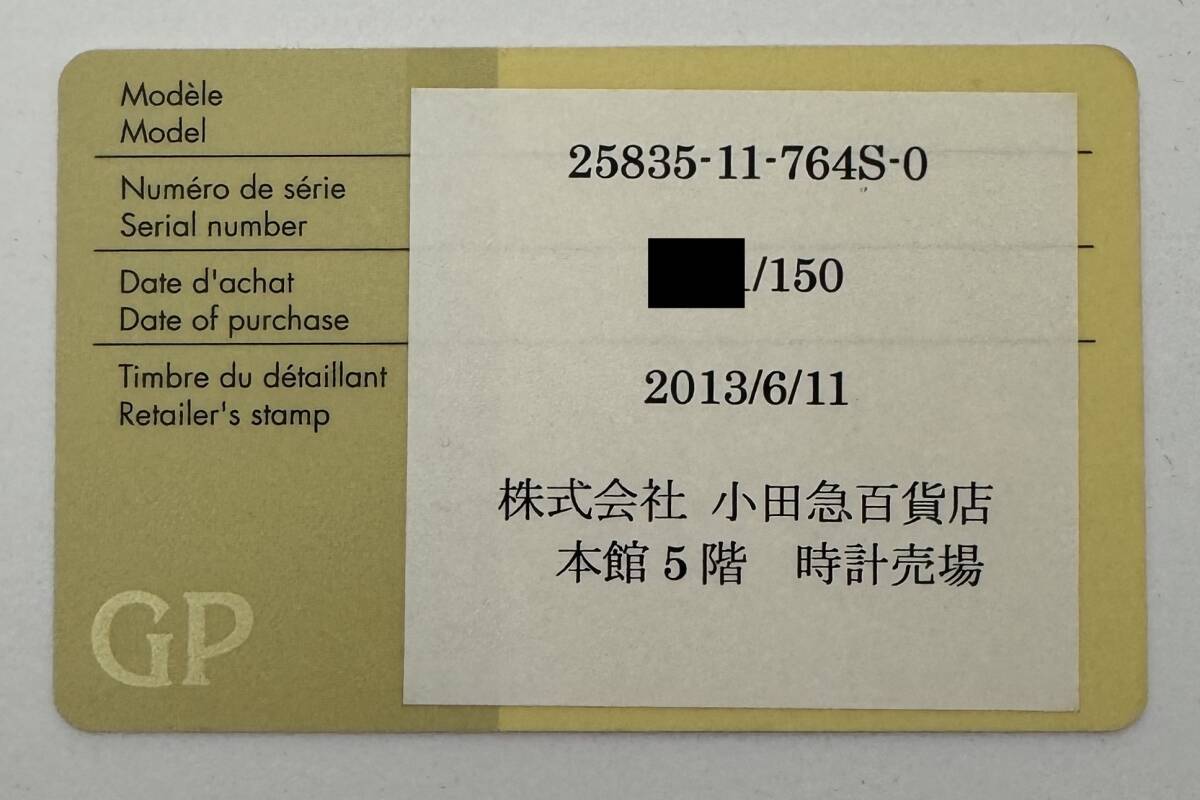 Modèle
Model
25835-11-764S-0
Numéro de série
Serial number
1/150
Date d'achat
Date of purchase
2013/6/11
Timbre du détaillant
Retailer's stamp
株式会社 小田急百貨店
本館5階 時計売場
GP